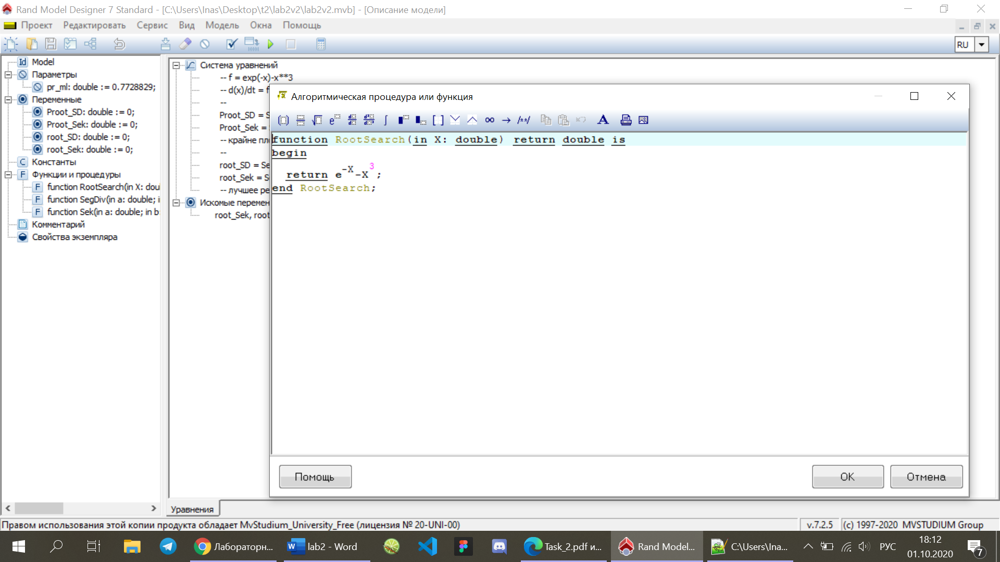 Rand Model Designer 7 Standard - [C:\Users\Inas\Desktop\t2\lab2v2\lab2v2.mvb] - [Описание модели]
Проект Редактировать Сервис Вид Модель Окна Помощь
RU
Model
Параметры
pr_ml: double := 0.7728829;
Переменные
Proot_SD: double := 0;
Proot_Sek: double := 0;
root_SD: double := 0;
root_Sek: double := 0;
Константы
Функции и процедуры
function RootSearch(in X: dou
function SegDiv(in a: double; i
function Sek(in a: double; in b
Комментарий
Свойства экземпляра
Система уравнений
-- f = exp(-x)-x**3
-- d(x)/dt = f
--
Proot_SD = S
Proot_Sek =
-- крайне пло
--
root_SD = Se
root_Sek = S
-- лучшее ре
Искомые перемен
root_Sek, root
Алгоритмическая процедура или функция
function RootSearch(in X: double) return double is
begin
return e^-X-X^3;
end RootSearch;
Помощь
OK
Отмена
Уравнения
Правом использования этой копии продукта обладает MvStudium_University_Free (лицензия № 20-UNI-00)
v.7.2.5
(c) 1997-2020 MVSTUDIUM Group
Лабораторн...
lab2 - Word
Task_2.pdf и...
Rand Model...
C:\Users\Ina...
РУС
18:12
01.10.2020
7